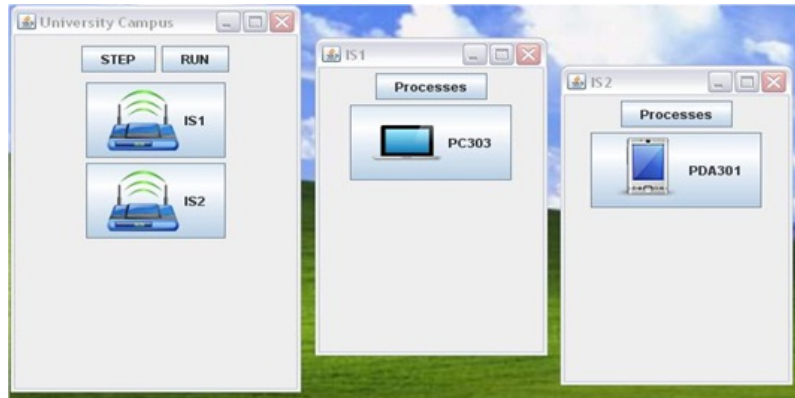 University Campus
STEP RUN
IS1
IS2
IS1
Processes
PC303
IS2
Processes
PDA301